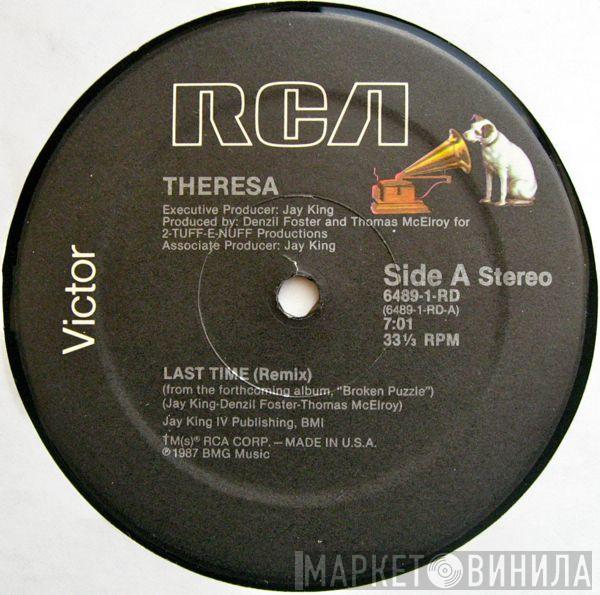 RCA
THERESA
Executive Producer: Jay King
Produced by: Denzil Foster and Thomas McElroy for
2-TUFF-E-NUFF Productions
Associate Producer: Jay King
Victor
Side A Stereo
6489-1-RD
(6489-1-RD-A)
7:01
33⅓ RPM
LAST TIME (Remix)
(from the forthcoming album, "Broken Puzzle")
(Jay King-Denzil Foster-Thomas McElroy)
Jay King IV Publishing, BMI
TM(s)® RCA CORP. — MADE IN U.S.A.
℗1987 BMG Music
МАРКЕТ ВИНИЛА